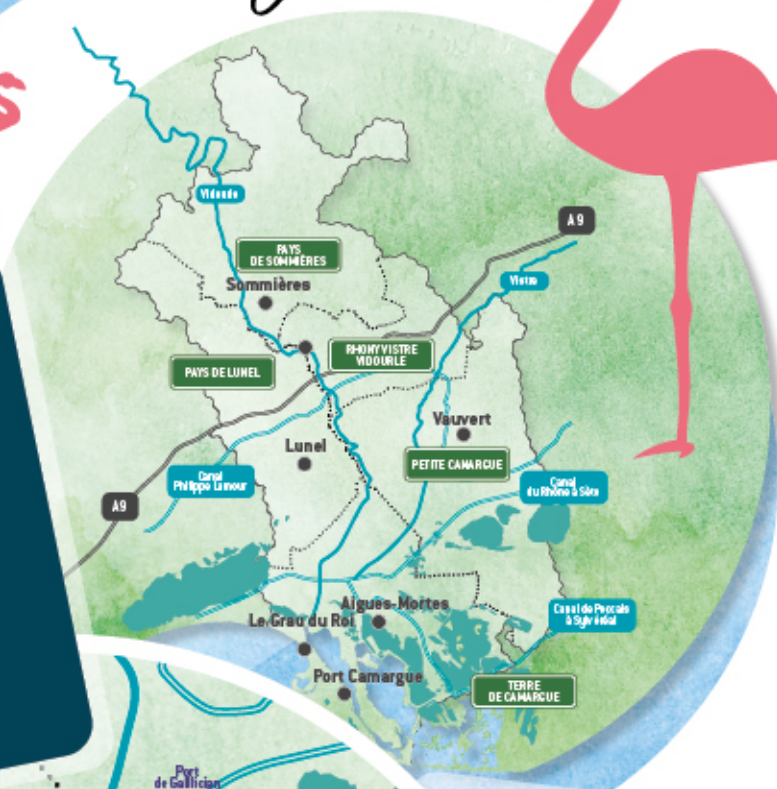 Vidourle
A9
PAYS
DE SOMMIÈRES
Vistre
Sommières
RHONY VISTRE
VIDOURLE
PAYS DE LUNEL
Vauvert
Lunel
PETITE CAMARGUE
Canal
Philippe Lamour
Canal
du Rhône à Sète
A9
Aigues-Mortes
Canal de Peccais
à Sylvéréal
Le Grau du Roi
Port Camargue
TERRE
DE CAMARGUE
Port
de Gallician